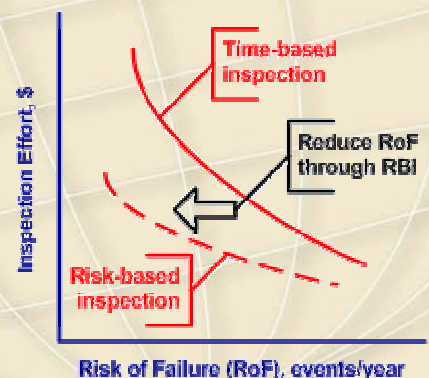 Time-based
inspection
Reduce RoF
through RBI
Inspection Effort, $
Risk-based
inspection
Risk of Failure (RoF), events/year